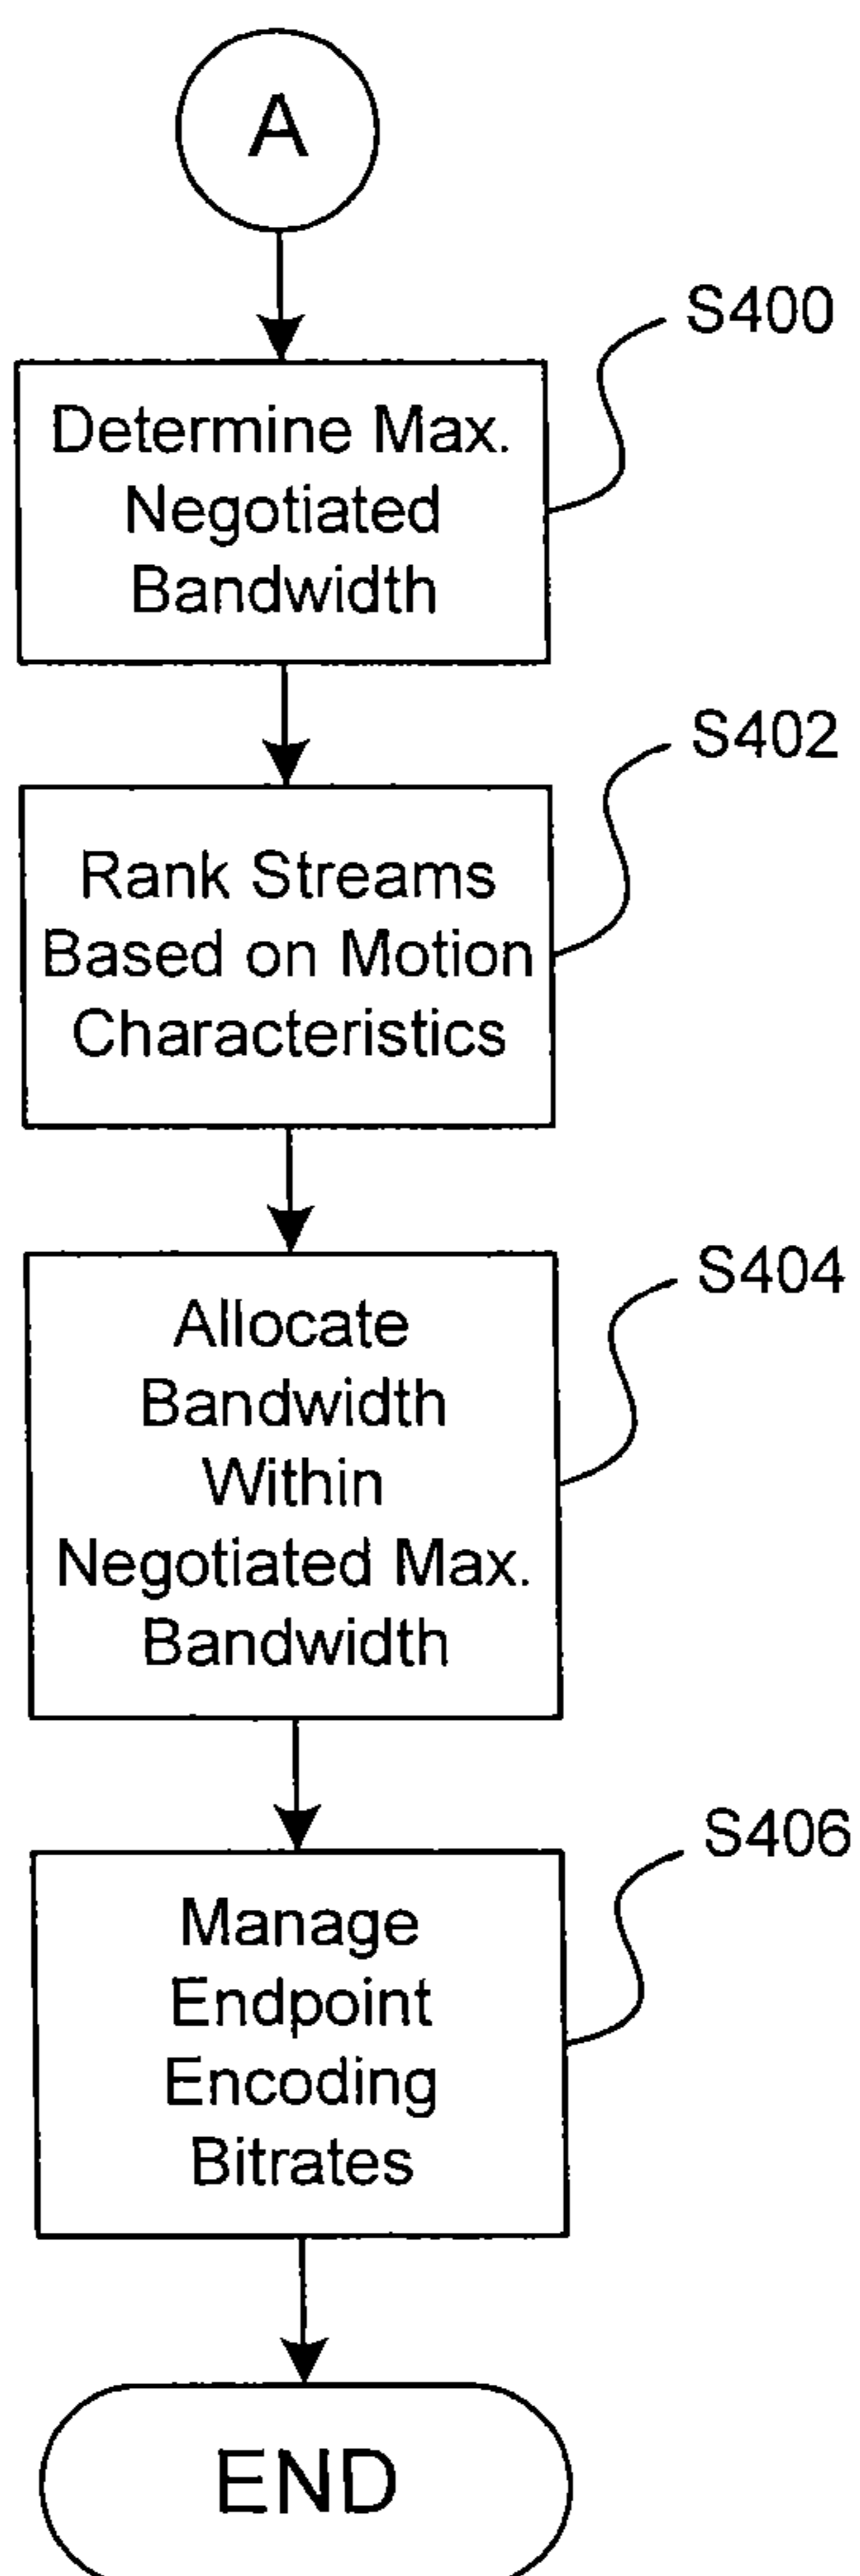 A
S400
Determine Max.
Negotiated
Bandwidth
S402
Rank Streams
Based on Motion
Characteristics
S404
Allocate
Bandwidth
Within
Negotiated Max.
Bandwidth
S406
Manage
Endpoint
Encoding
Bitrates
END